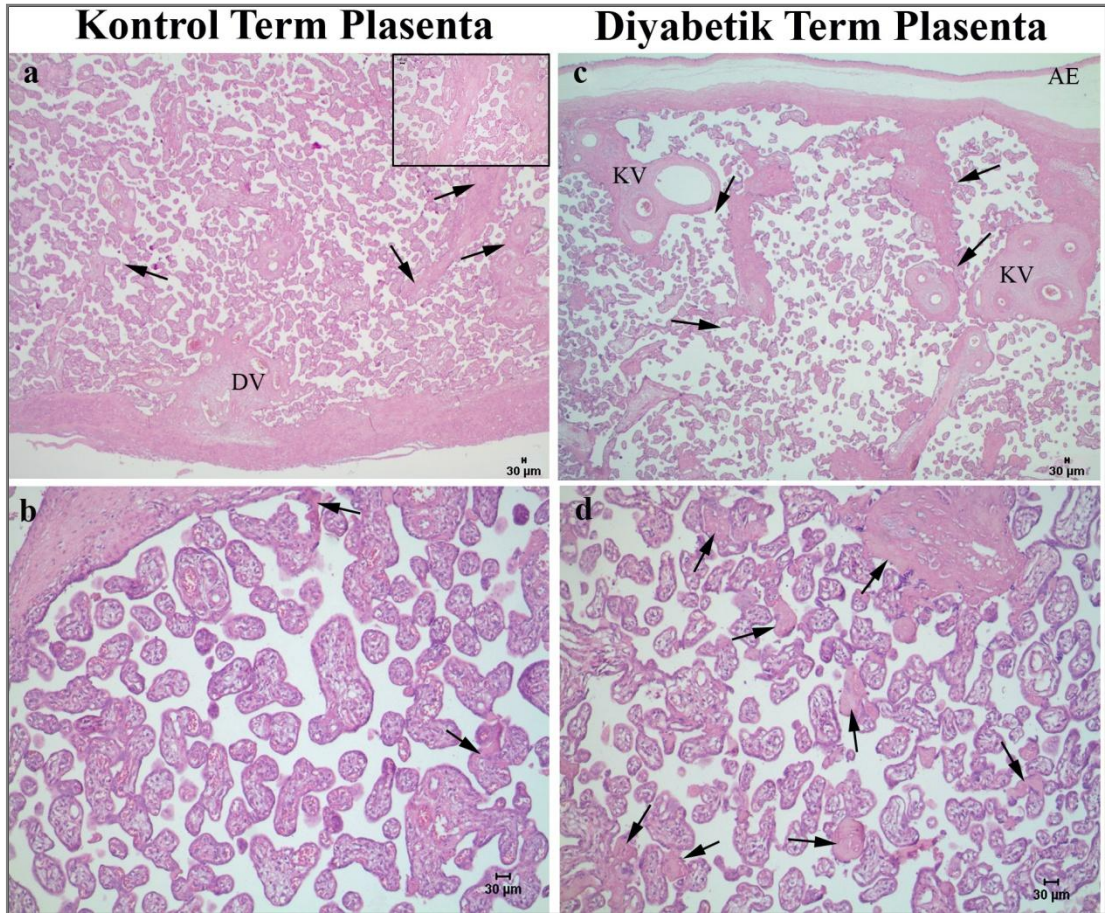 Kontrol Term Plasenta
Diyabetik Term Plasenta
a
DV
30 µm
c
AE
KV
KV
30 µm
b
30 µm
d
30 µm